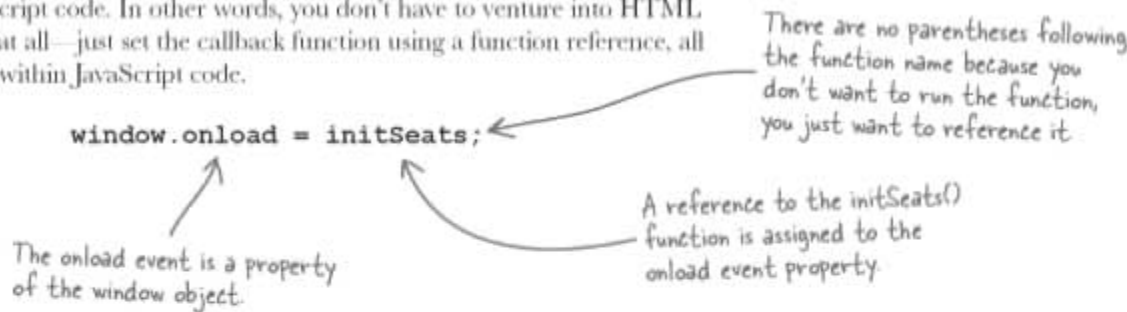 cript code. In other words, you don't have to venture into HTML
at all—just set the callback function using a function reference, all
within JavaScript code.
There are no parentheses following
the function name because you
don't want to run the function,
you just want to reference it
window.onload = initSeats;
A reference to the initSeats()
function is assigned to the
onload event property.
The onload event is a property
of the window object.